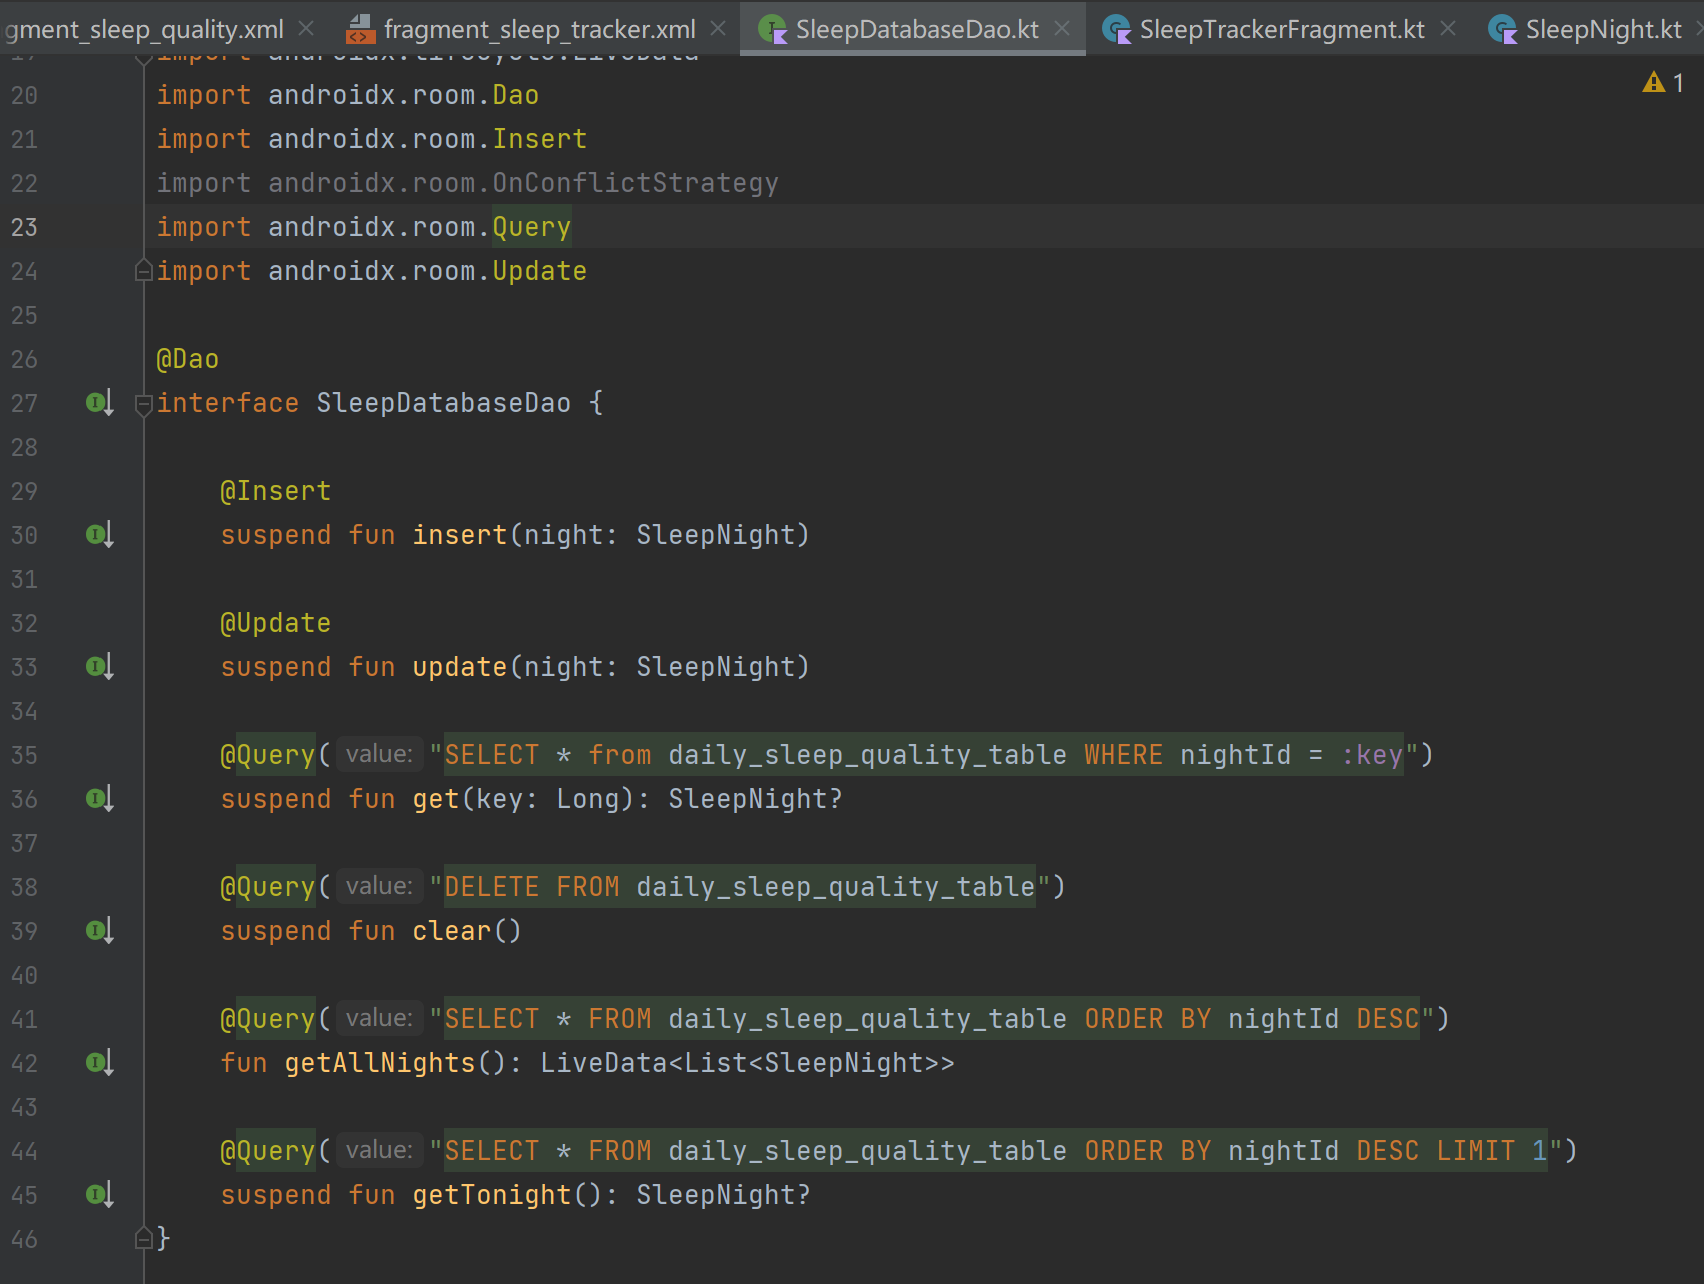 gment_sleep_quality.xml fragment_sleep_tracker.xml SleepDatabaseDao.kt SleepTrackerFragment.kt SleepNight.kt
19 import androidx.lifecycle.LiveData
20 import androidx.room.Dao
1
21 import androidx.room.Insert
22 import androidx.room.OnConflictStrategy
23 import androidx.room.Query
24 import androidx.room.Update
25
26 @Dao
27 interface SleepDatabaseDao {
28
29 @Insert
30 suspend fun insert(night: SleepNight)
31
32 @Update
33 suspend fun update(night: SleepNight)
34
35 @Query( value: "SELECT * from daily_sleep_quality_table WHERE nightId = :key")
36 suspend fun get(key: Long): SleepNight?
37
38 @Query( value: "DELETE FROM daily_sleep_quality_table")
39 suspend fun clear()
40
41 @Query( value: "SELECT * FROM daily_sleep_quality_table ORDER BY nightId DESC")
42 fun getAllNights(): LiveData<List<SleepNight>>
43
44 @Query( value: "SELECT * FROM daily_sleep_quality_table ORDER BY nightId DESC LIMIT 1")
45 suspend fun getTonight(): SleepNight?
46 }